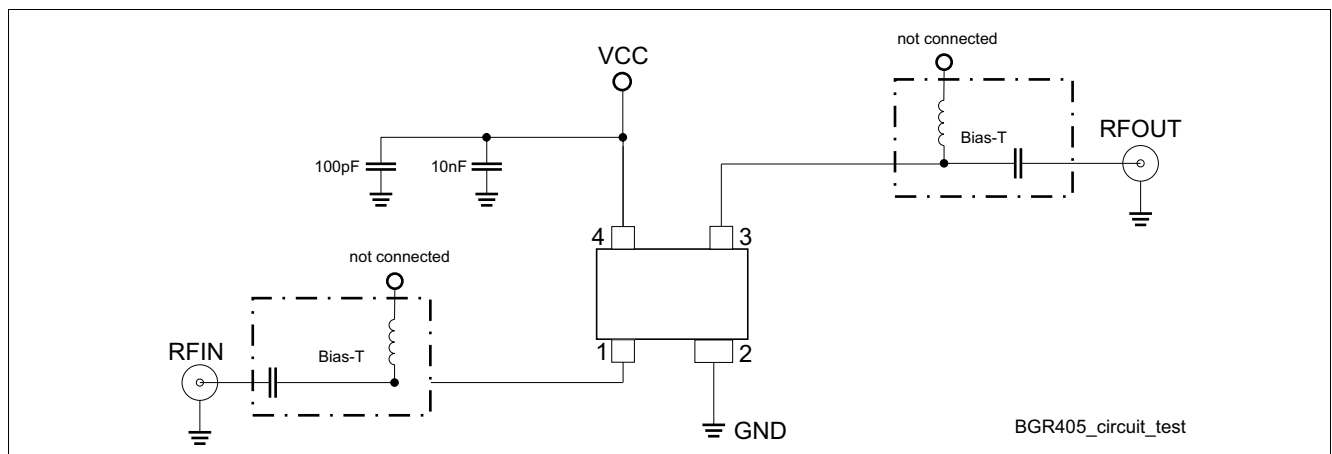 not connected
VCC
Bias-T
RFOUT
100pF
10nF
4
3
not connected
RFIN
Bias-T
1
2
GND
BGR405_circuit_test